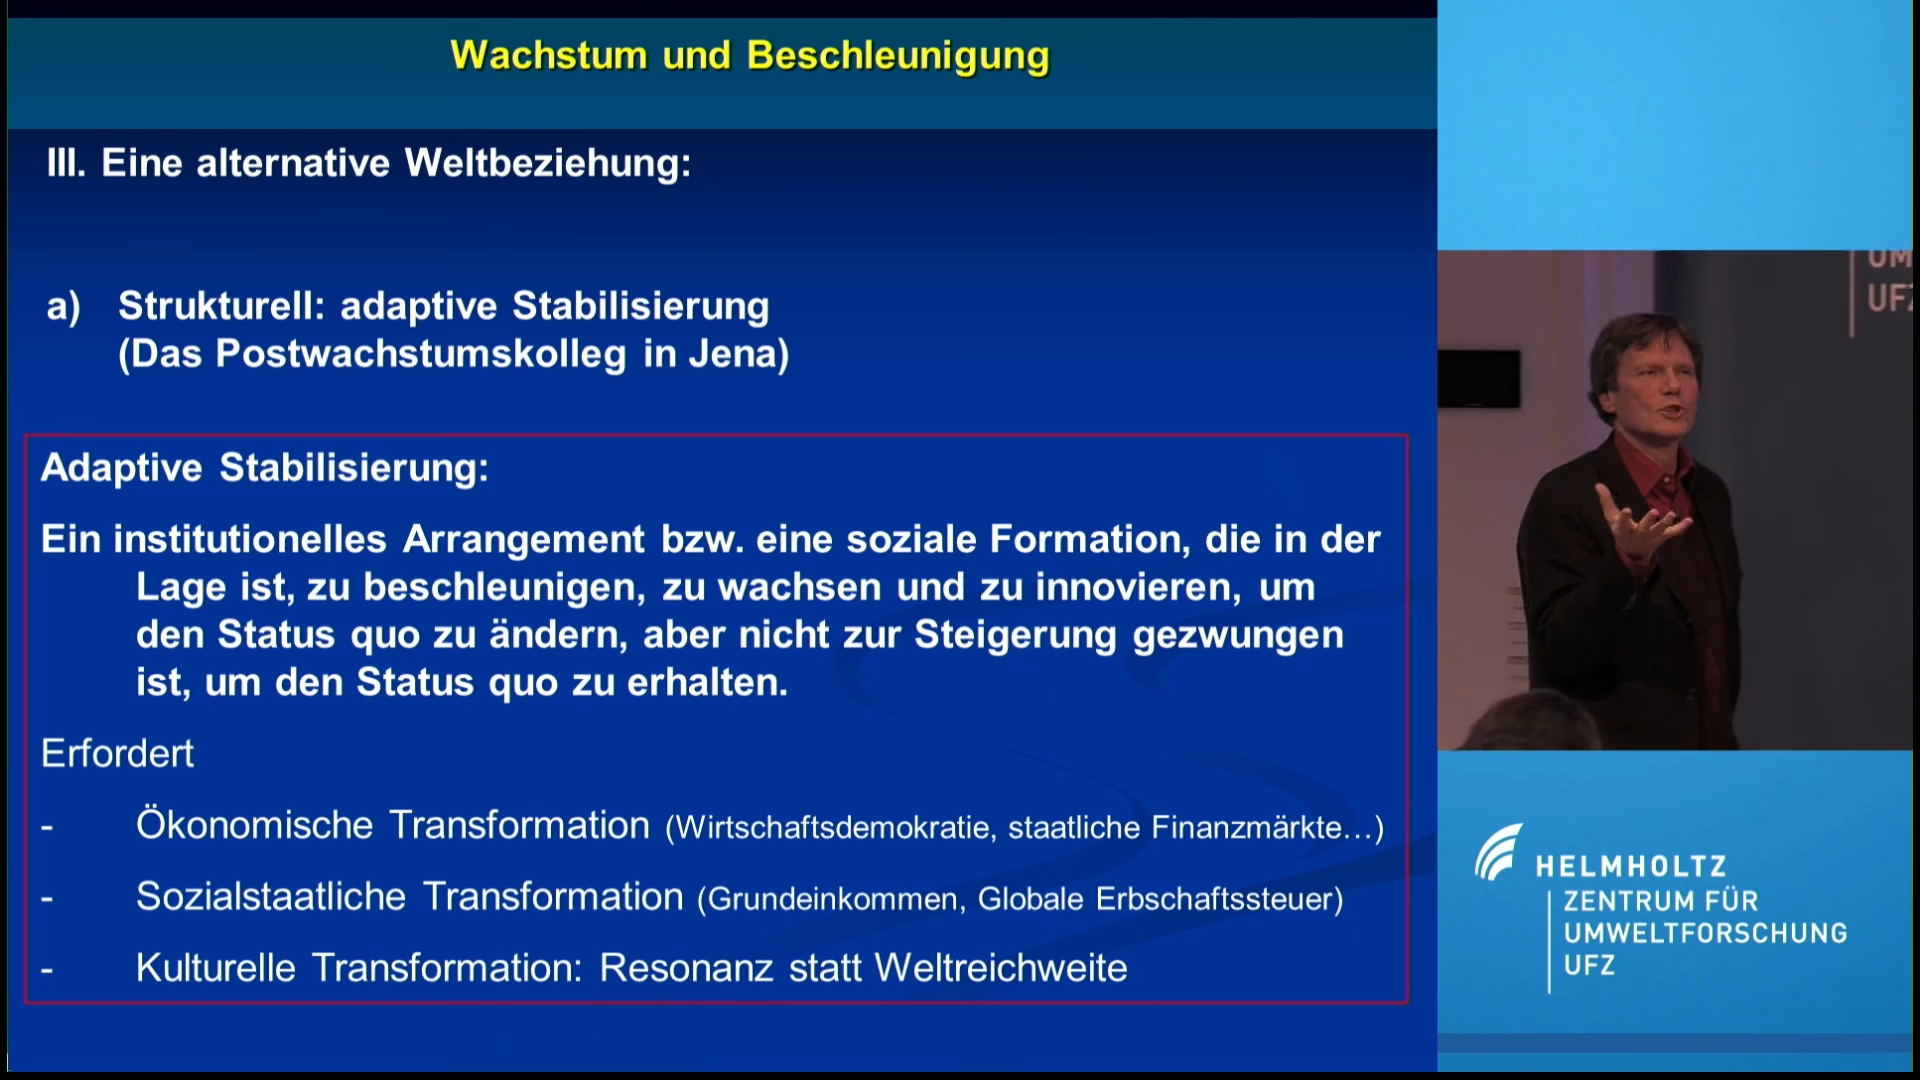 Wachstum und Beschleunigung
III. Eine alternative Weltbeziehung:
a) Strukturell: adaptive Stabilisierung
(Das Postwachstumskolleg in Jena)
Adaptive Stabilisierung:
Ein institutionelles Arrangement bzw. eine soziale Formation, die in der
Lage ist, zu beschleunigen, zu wachsen und zu innovieren, um
den Status quo zu ändern, aber nicht zur Steigerung gezwungen
ist, um den Status quo zu erhalten.
Erfordert
- Ökonomische Transformation (Wirtschaftsdemokratie, staatliche Finanzmärkte…)
- Sozialstaatliche Transformation (Grundeinkommen, Globale Erbschaftssteuer)
- Kulturelle Transformation: Resonanz statt Weltreichweite
UM
UFZ
HELMHOLTZ
ZENTRUM FÜR
UMWELTFORSCHUNG
UFZ